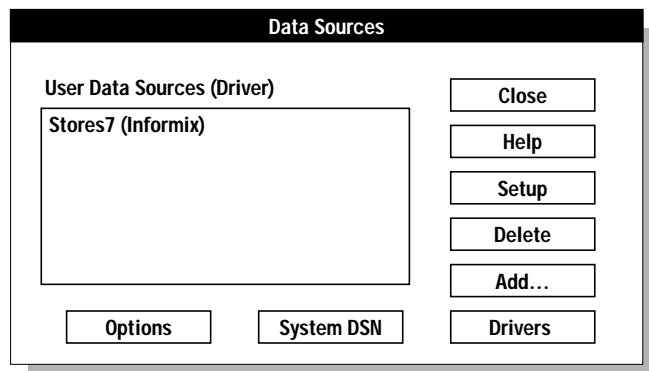 Data Sources
User Data Sources (Driver)
Stores7 (Informix)
Close
Help
Setup
Delete
Add...
Options
System DSN
Drivers